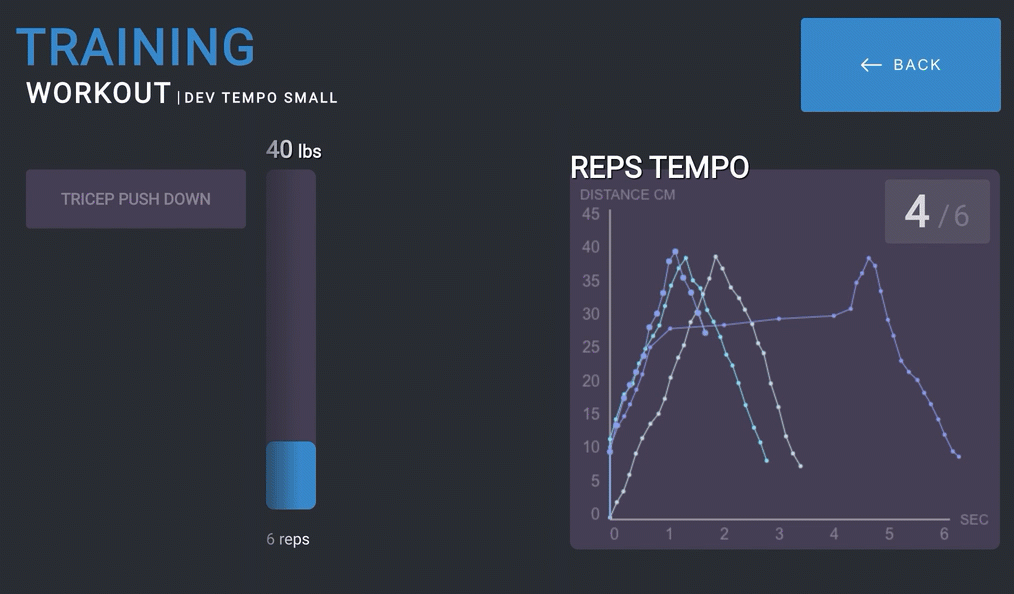 TRAINING
WORKOUT | DEV TEMPO SMALL
← BACK
40 lbs
TRICEP PUSH DOWN
6 reps
REPS TEMPO
DISTANCE CM
4 / 6
45
40
35
30
25
20
15
10
5
0
0 1 2 3 4 5 6
SEC